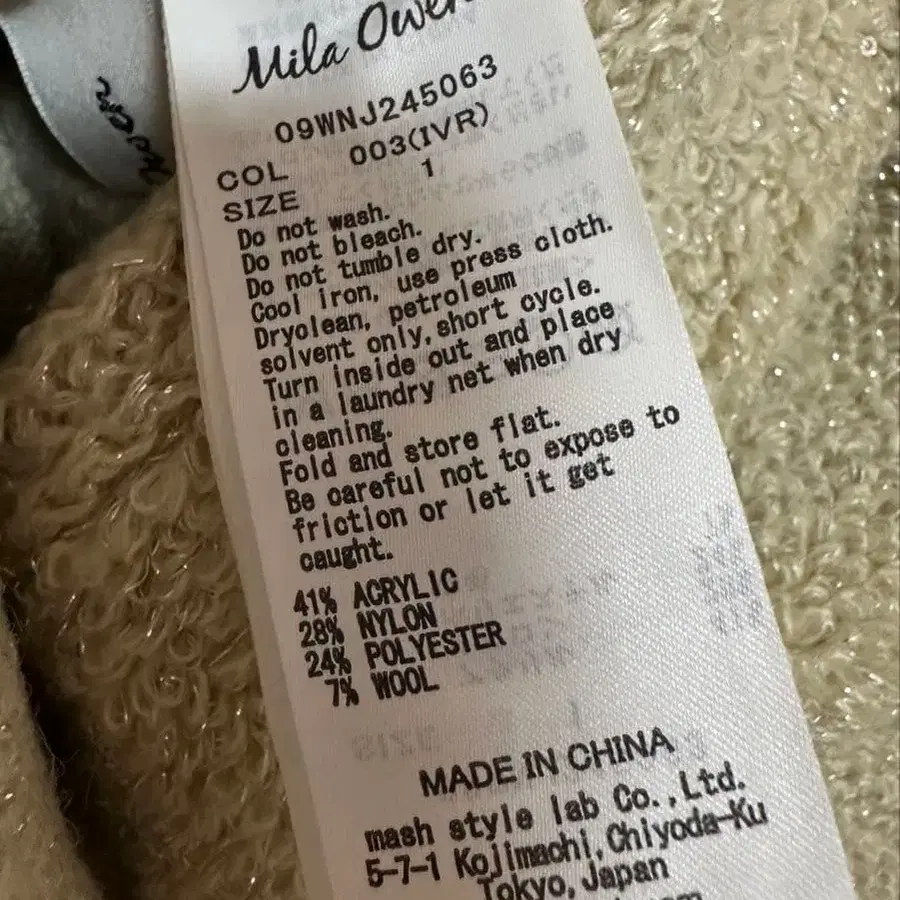 Mila Owen
09WNJ245063
COL 003(IVR)
SIZE 1
Do not wash.
Do not bleach.
Do not tumble dry.
Cool iron, use press cloth.
Dryclean, petroleum
solvent only, short cycle.
Turn inside out and place
in a laundry net when dry
cleaning.
Fold and store flat.
Be careful not to expose to
friction or let it get
caught.
41% ACRYLIC
28% NYLON
24% POLYESTER
7% WOOL
MADE IN CHINA
mash style lab Co.,Ltd.
5-7-1 Kojimachi,Chiyoda-Ku
Tokyo,Japan